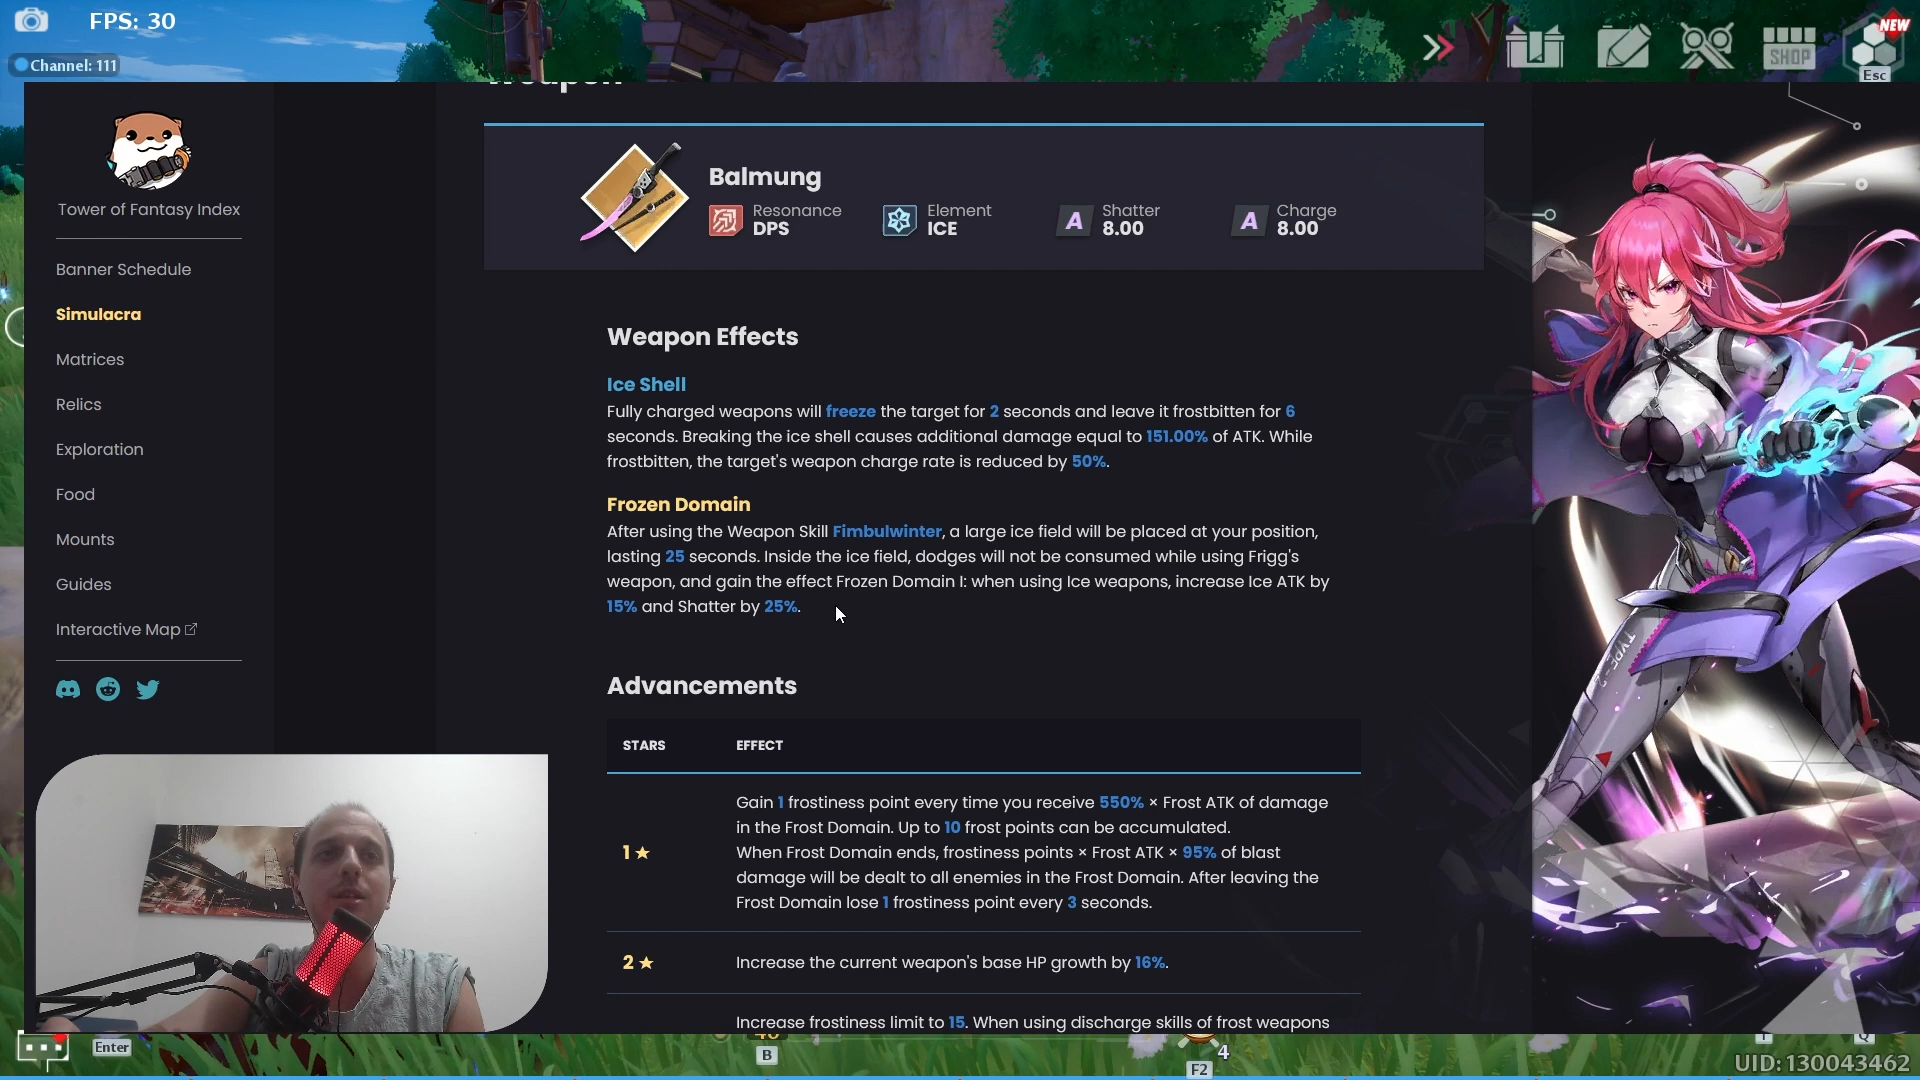 FPS: 30
Channel: 111
SHOP
NEW
Esc
Weapon
Tower of Fantasy Index
Banner Schedule
Simulacra
Matrices
Relics
Exploration
Food
Mounts
Guides
Interactive Map
Balmung
Resonance
DPS
Element
ICE
A
Shatter
8.00
A
Charge
8.00
Weapon Effects
Ice Shell
Fully charged weapons will freeze the target for 2 seconds and leave it frostbitten for 6
seconds. Breaking the ice shell causes additional damage equal to 151.00% of ATK. While
frostbitten, the target's weapon charge rate is reduced by 50%.
Frozen Domain
After using the Weapon Skill Fimbulwinter, a large ice field will be placed at your position,
lasting 25 seconds. Inside the ice field, dodges will not be consumed while using Frigg's
weapon, and gain the effect Frozen Domain I: when using Ice weapons, increase Ice ATK by
15% and Shatter by 25%.
Advancements
STARS EFFECT
Gain 1 frostiness point every time you receive 550% × Frost ATK of damage
in the Frost Domain. Up to 10 frost points can be accumulated.
When Frost Domain ends, frostiness points × Frost ATK × 95% of blast
1 ★
damage will be dealt to all enemies in the Frost Domain. After leaving the
Frost Domain lose 1 frostiness point every 3 seconds.
2 ★ Increase the current weapon's base HP growth by 16%.
Increase frostiness limit to 15. When using discharge skills of frost weapons
Enter
B
4
F2
UID:130043462